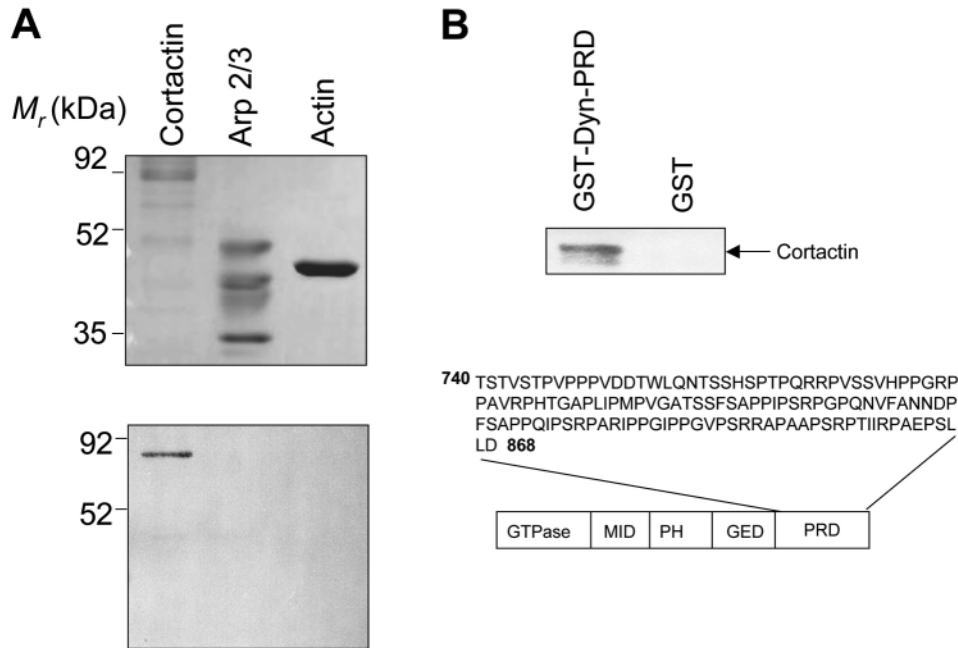 A
M_r (kDa)
Cortactin
Arp 2/3
Actin
92
52
35
92
52
B
GST-Dyn-PRD
GST
Cortactin
740 TSTVSTPVPPPVDDTWLQNTSSHSPTPQRRPVSSVHPPGRP
PAVRPHTGAPLIPMPVGATSSFSAPPIPSRPGPQNVFANNDP
FSAPPQIPSRPARIPPGIPPGVPSRRAPAAPSRPTIIRPAEPSL
LD 868
GTPase MID PH GED PRD